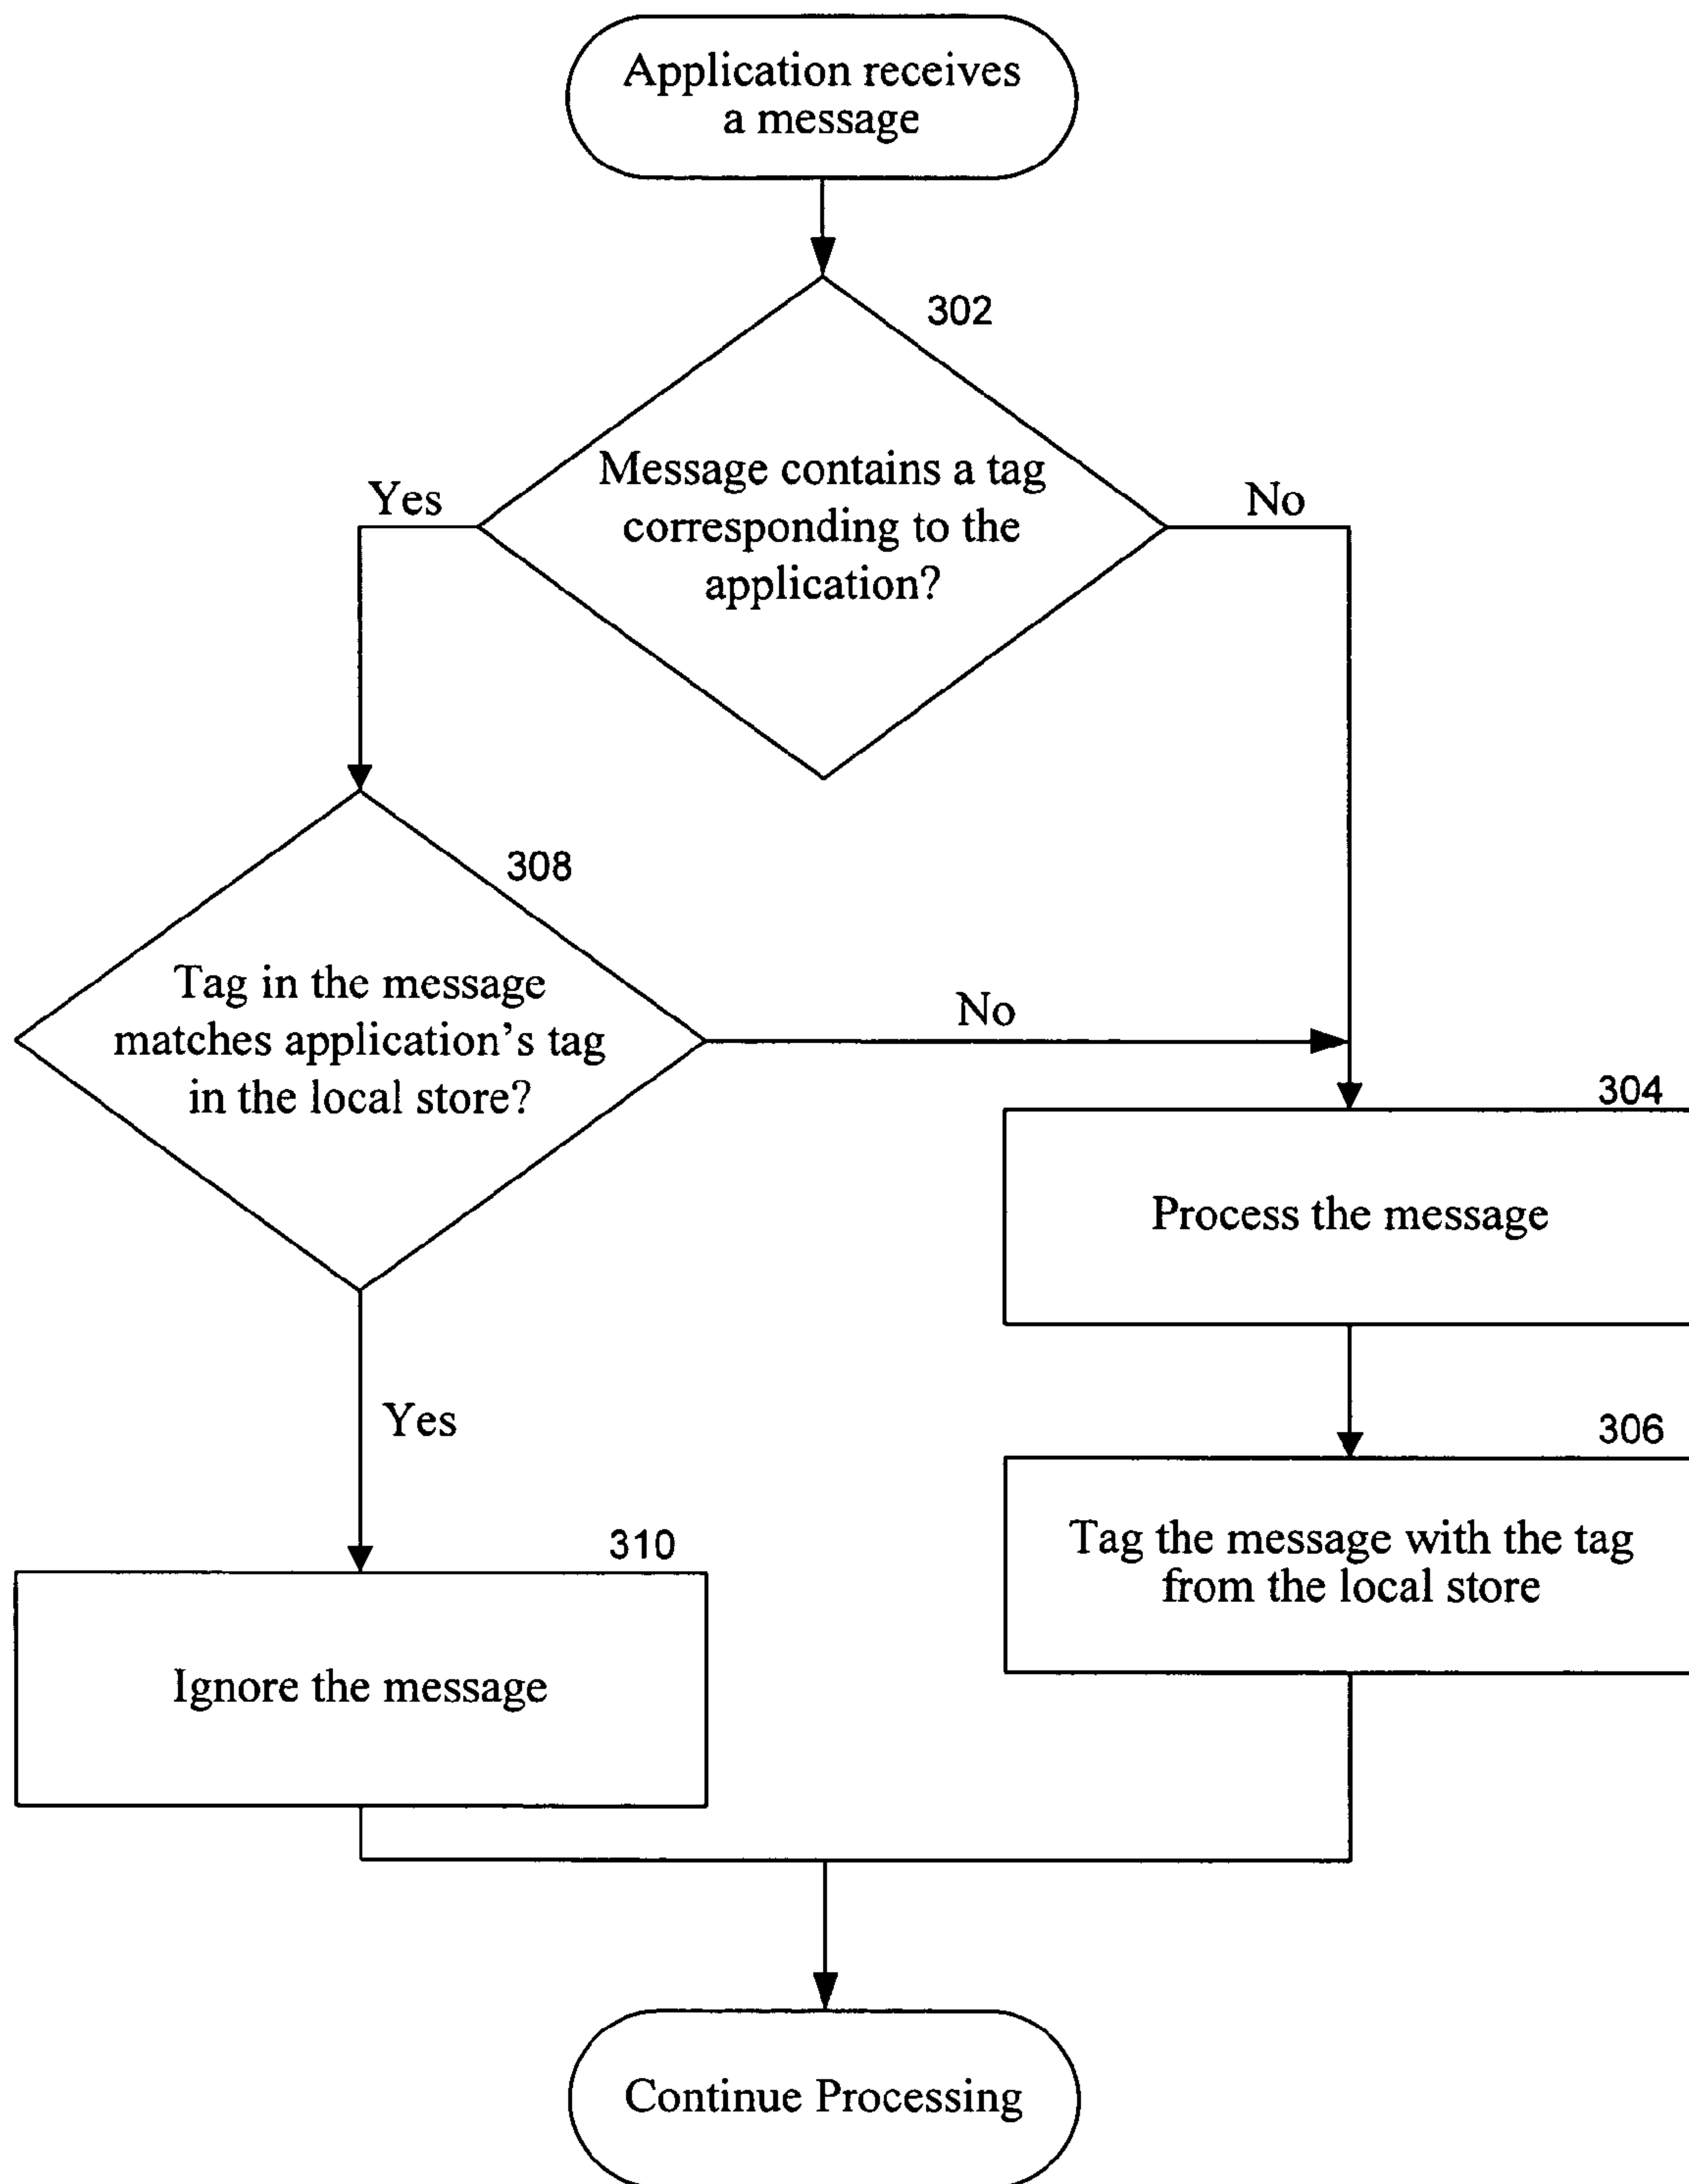 Application receives
a message
302
Message contains a tag
corresponding to the
application?
Yes
No
308
Tag in the message
matches application's tag
in the local store?
No
304
Process the message
Yes
306
Tag the message with the tag
from the local store
310
Ignore the message
Continue Processing